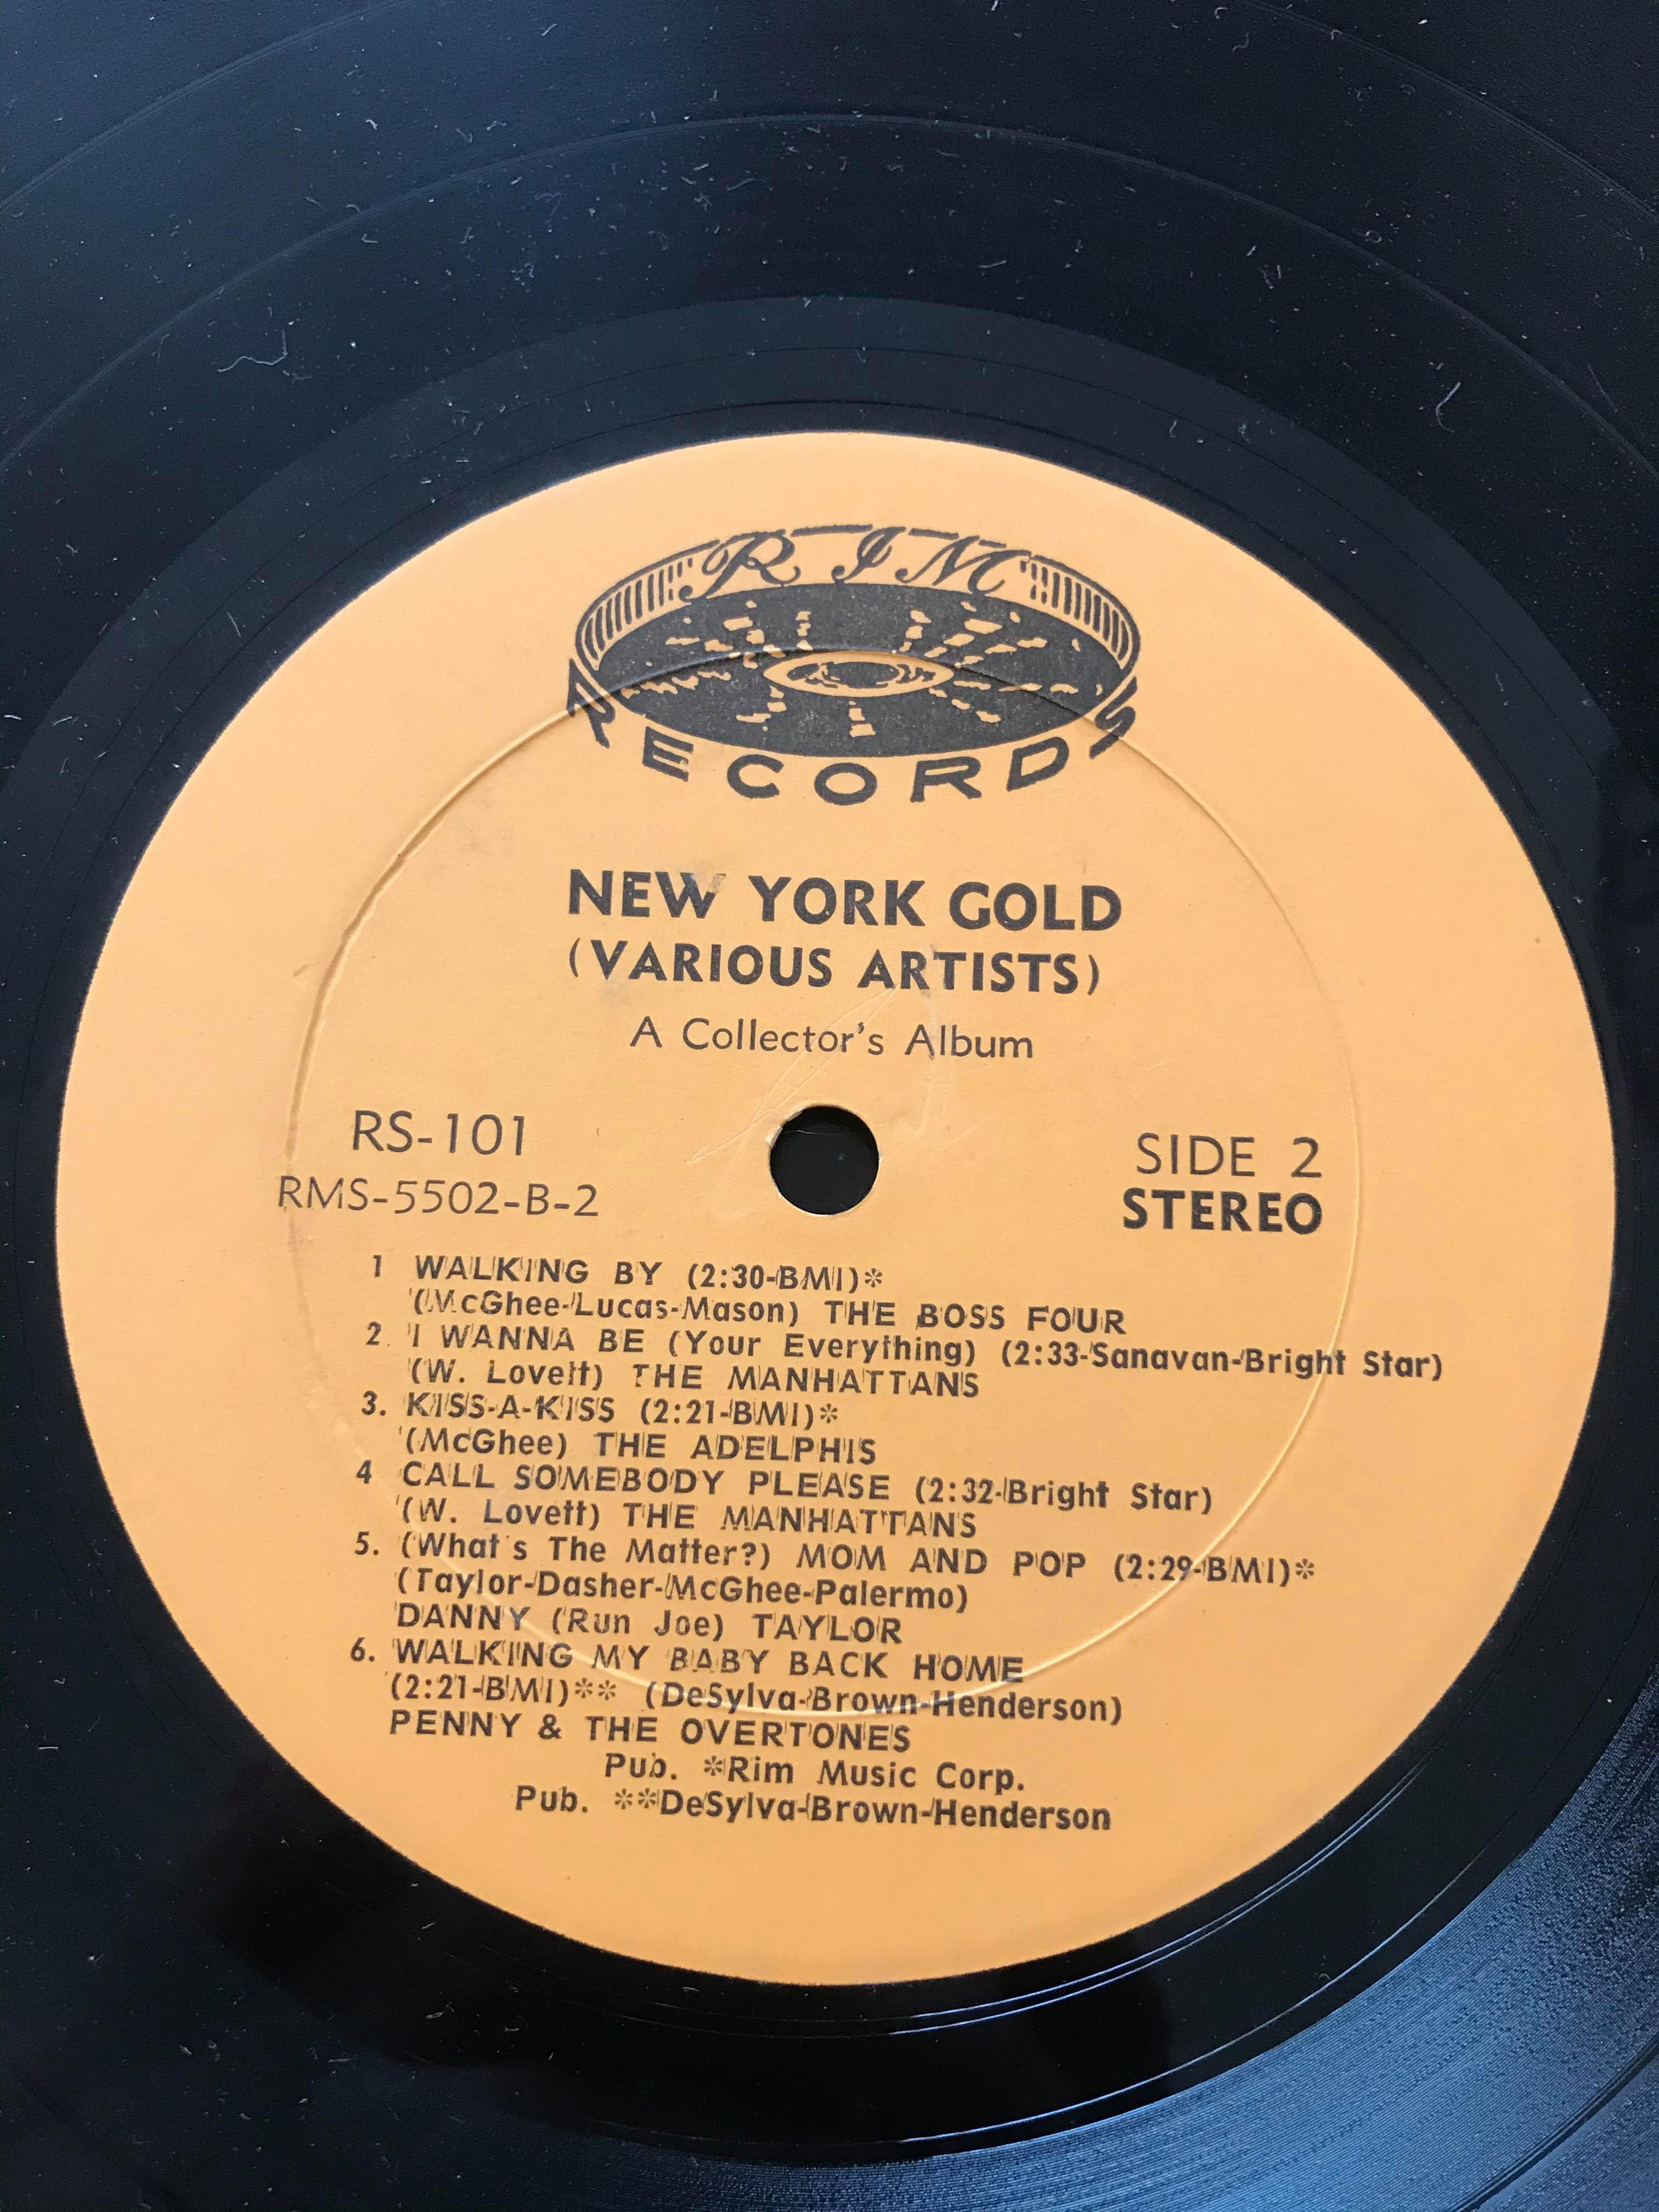 RIM
RECORDS
NEW YORK GOLD
(VARIOUS ARTISTS)
A Collector's Album
RS-101
RMS-5502-B-2
SIDE 2
STEREO
1 WALKING BY (2:30-BMI)*
(McGhee-Lucas-Mason) THE BOSS FOUR
2. I WANNA BE (Your Everything) (2:33-Sanavan-Bright Star)
(W. Lovett) THE MANHATTANS
3. KISS-A-KISS (2:21-BMI)*
(McGhee) THE ADELPHIS
4 CALL SOMEBODY PLEASE (2:32-Bright Star)
(W. Lovett) THE MANHATTANS
5. (What's The Matter?) MOM AND POP (2:29-BMI)*
(Taylor-Dasher-McGhee-Palermo)
DANNY (Run Joe) TAYLOR
6. WALKING MY BABY BACK HOME
(2:21-BMI)** (DeSylva-Brown-Henderson)
PENNY & THE OVERTONES
Pub. *Rim Music Corp.
Pub. **DeSylva-Brown-Henderson